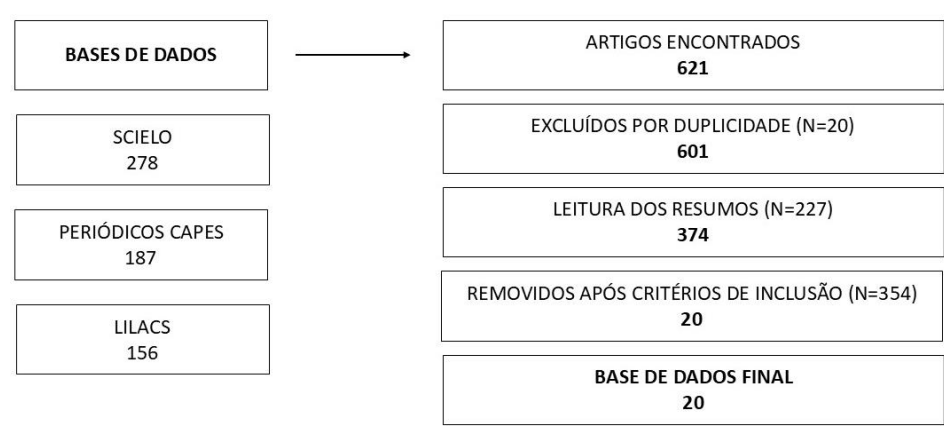 BASES DE DADOS
SCIELO
278
PERIÓDICOS CAPES
187
LILACS
156
ARTIGOS ENCONTRADOS
621
EXCLUÍDOS POR DUPLICIDADE (N=20)
601
LEITURA DOS RESUMOS (N=227)
374
REMOVIDOS APÓS CRITÉRIOS DE INCLUSÃO (N=354)
20
BASE DE DADOS FINAL
20